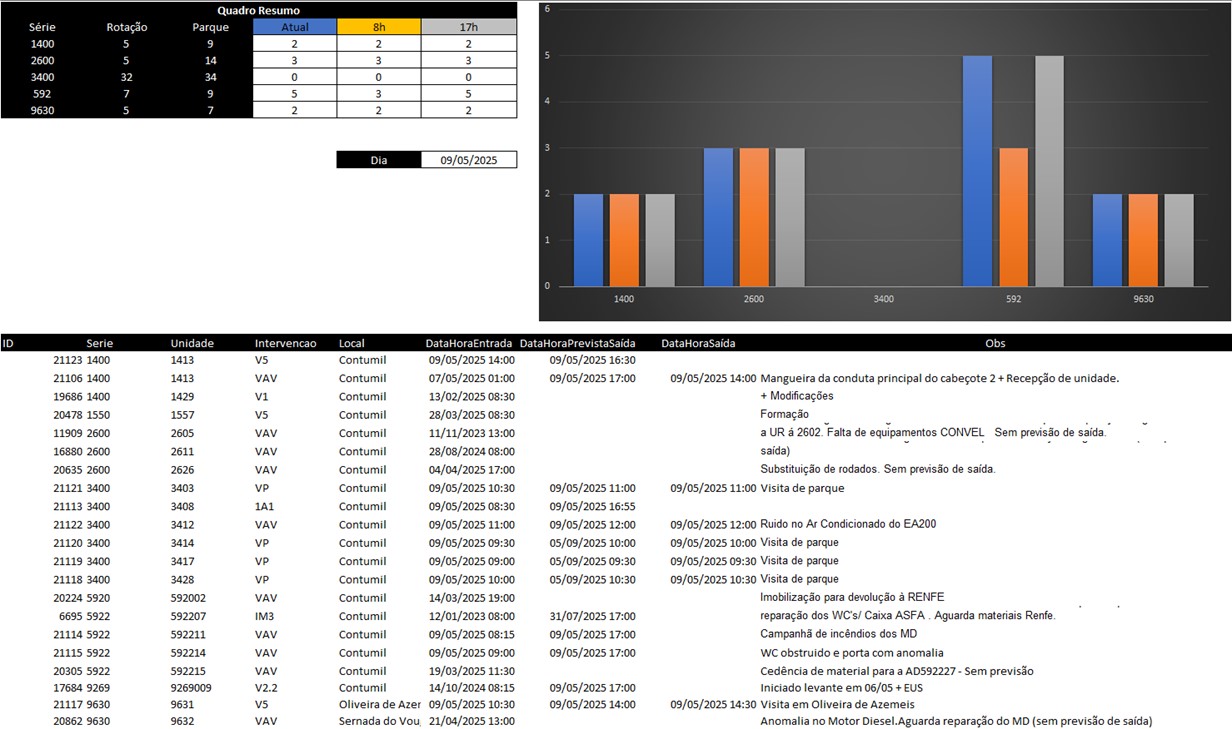 Quadro Resumo
Série Rotação Parque Atual 8h 17h
1400 5 9 2 2 2
2600 5 14 3 3 3
3400 32 34 0 0 0
592 7 9 5 3 5
9630 5 7 2 2 2
Dia 09/05/2025
6
5
4
3
2
1
0
1400 2600 3400 592 9630
ID Serie Unidade Intervencao Local DataHoraEntrada DataHoraPrevistaSaída DataHoraSaída Obs
21123 1400 1413 V5 Contumil 09/05/2025 14:00 09/05/2025 16:30
21106 1400 1413 VAV Contumil 07/05/2025 01:00 09/05/2025 17:00 09/05/2025 14:00 Mangueira da conduta principal do cabeçote 2 + Recepção de unidade.
19686 1400 1429 V1 Contumil 13/02/2025 08:30 + Modificações
20478 1550 1557 V5 Contumil 28/03/2025 08:30 Formação
11909 2600 2605 VAV Contumil 11/11/2023 13:00 a UR á 2602. Falta de equipamentos CONVEL Sem previsão de saída.
16880 2600 2611 VAV Contumil 28/08/2024 08:00 saída)
20635 2600 2626 VAV Contumil 04/04/2025 17:00 Substituição de rodados. Sem previsão de saída.
21121 3400 3403 VP Contumil 09/05/2025 10:30 09/05/2025 11:00 09/05/2025 11:00 Visita de parque
21113 3400 3408 1A1 Contumil 09/05/2025 08:30 09/05/2025 16:55
21122 3400 3412 VAV Contumil 09/05/2025 11:00 09/05/2025 12:00 09/05/2025 12:00 Ruido no Ar Condicionado do EA200
21120 3400 3414 VP Contumil 09/05/2025 09:30 05/09/2025 10:00 09/05/2025 10:00 Visita de parque
21119 3400 3417 VP Contumil 09/05/2025 09:00 05/09/2025 09:30 09/05/2025 09:30 Visita de parque
21118 3400 3428 VP Contumil 09/05/2025 10:00 05/09/2025 10:30 09/05/2025 10:30 Visita de parque
20224 5920 592002 VAV Contumil 14/03/2025 19:00 Imobilização para devolução à RENFE
6695 5922 592207 IM3 Contumil 12/01/2023 08:00 31/07/2025 17:00 reparação dos WC's/ Caixa ASFA . Aguarda materiais Renfe.
21114 5922 592211 VAV Contumil 09/05/2025 08:15 09/05/2025 17:00 Campanhã de incêndios dos MD
21115 5922 592214 VAV Contumil 09/05/2025 09:00 09/05/2025 17:00 WC obstruido e porta com anomalia
20305 5922 592215 VAV Contumil 19/03/2025 11:30 Cedência de material para a AD592227 - Sem previsão
17684 9269 9269009 V2.2 Contumil 14/10/2024 08:15 09/05/2025 17:00 Iniciado levante em 06/05 + EUS
21117 9630 9631 V5 Oliveira de Azer 09/05/2025 10:30 09/05/2025 14:00 09/05/2025 14:30 Visita em Oliveira de Azemeis
20862 9630 9632 VAV Sernada do Vou 21/04/2025 13:00 Anomalia no Motor Diesel.Aguarda reparação do MD (sem previsão de saída)